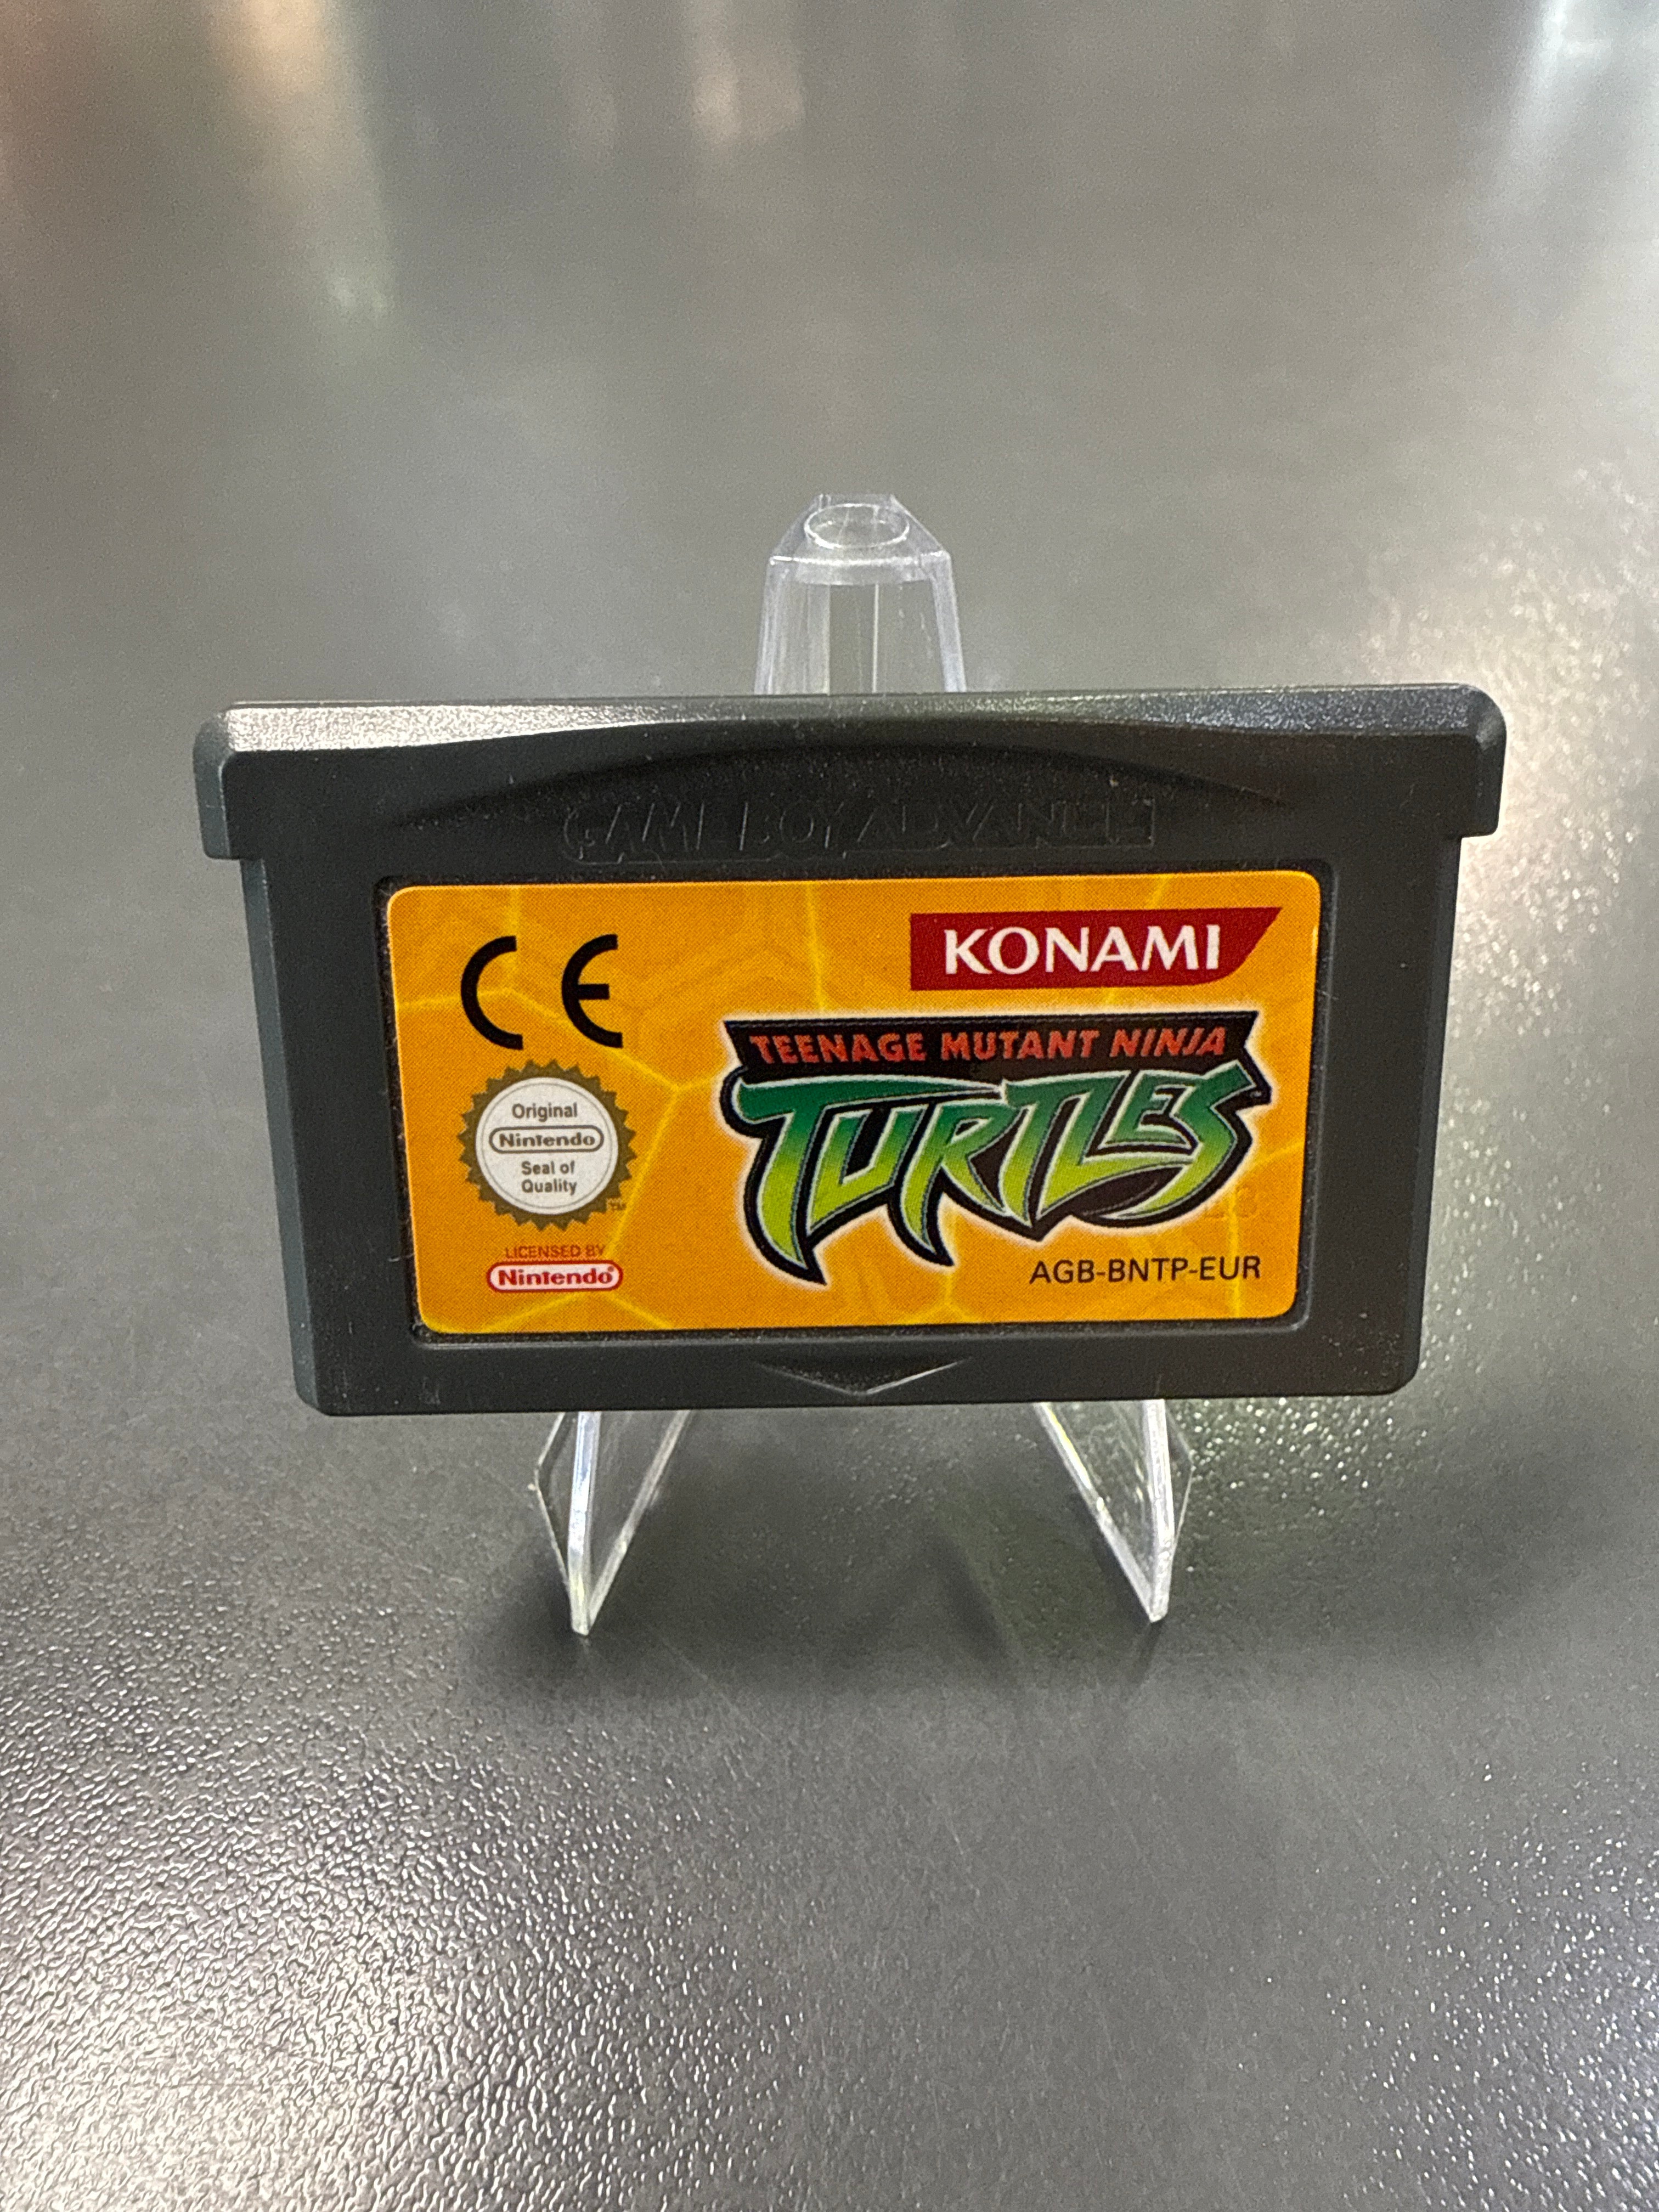 GAME BOY ADVANCE
CE
KONAMI
TEENAGE MUTANT NINJA
TURTLES
Original
Nintendo
Seal of
Quality
TM
LICENSED BY
Nintendo®
AGB-BNTP-EUR